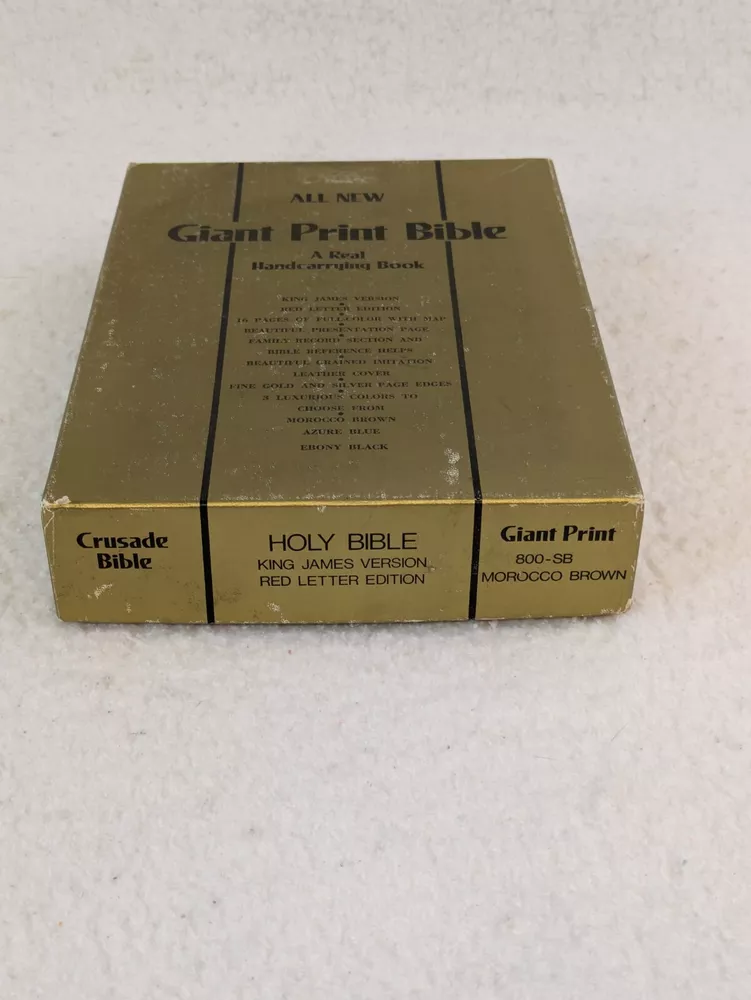 ALL NEW
Giant Print Bible
A Real
Handcarrying Book
KING JAMES VERSION
RED LETTER EDITION
16 PAGES OF FULL-COLOR WITH MAP
BEAUTIFUL PRESENTATION PAGE
FAMILY RECORD SECTION AND
BIBLE REFERENCE HELPS
BEAUTIFUL GRAINED IMITATION
LEATHER COVER
FINE GOLD AND SILVER PAGE EDGES
3 LUXURIOUS COLORS TO
CHOOSE FROM
MOROCCO BROWN
AZURE BLUE
EBONY BLACK
Crusade
Bible
HOLY BIBLE
KING JAMES VERSION
RED LETTER EDITION
Giant Print
800-SB
MOROCCO BROWN